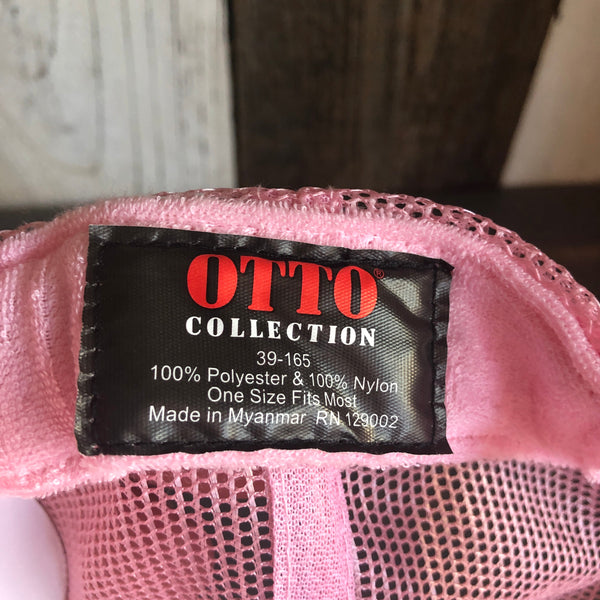 OTTO®
COLLECTION
39-165
100% Polyester & 100% Nylon
One Size Fits Most
Made in Myanmar RN 129002